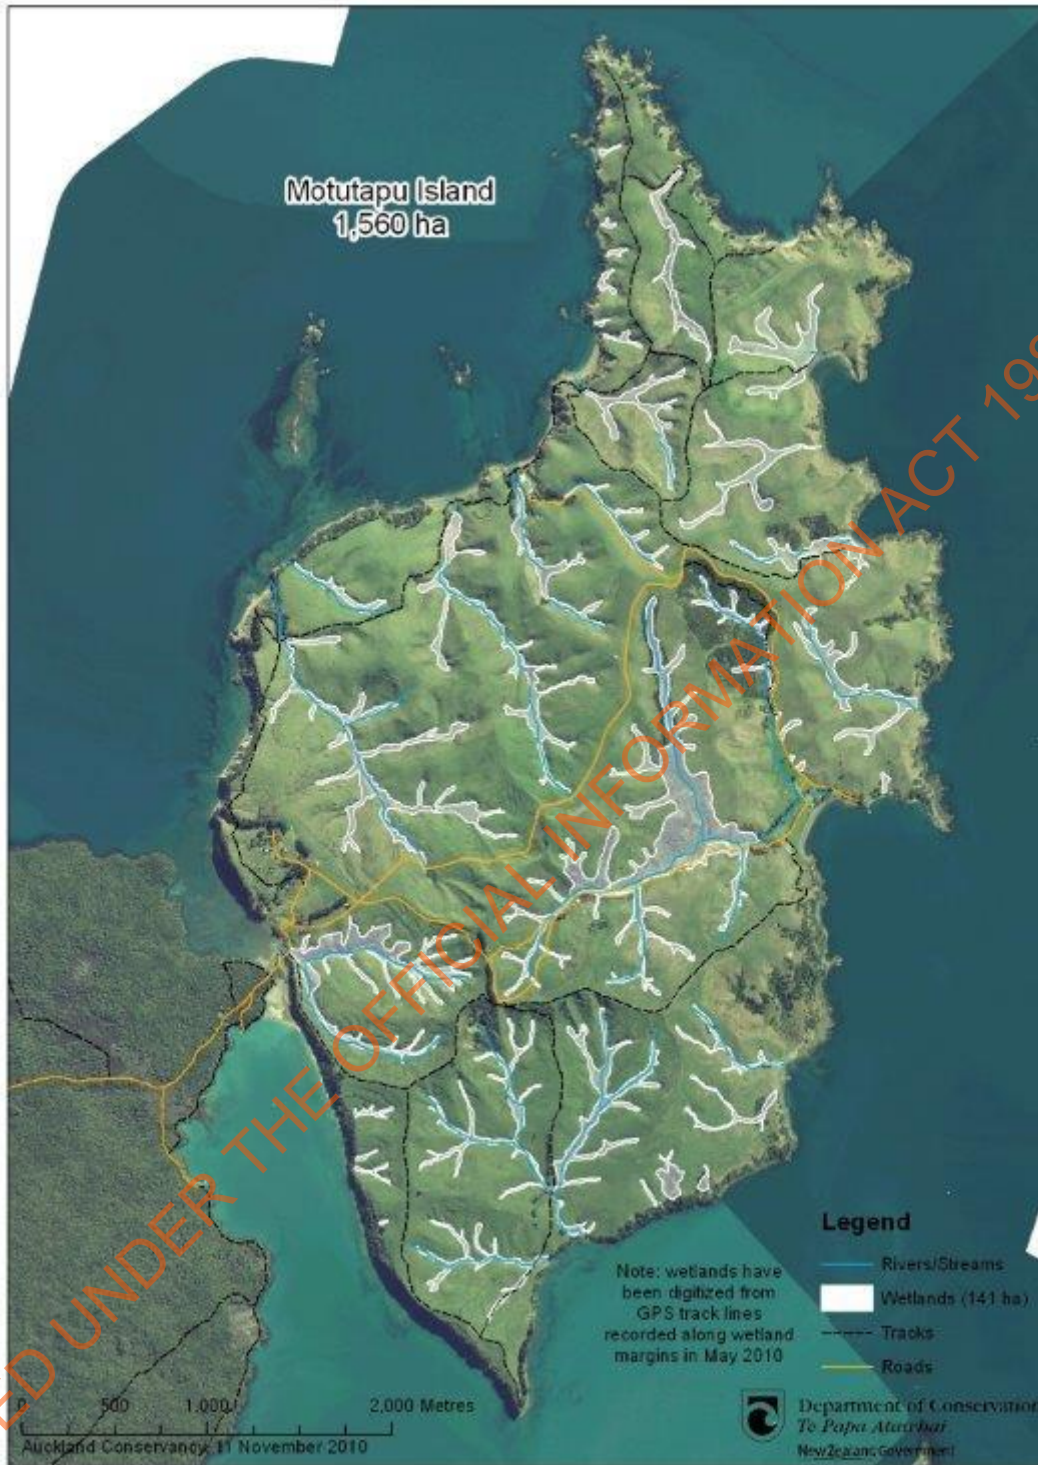 Motutapu Island
1,560 ha
ED UNDER THE OFFICIAL INFORMATION ACT 19
Legend
Rivers/Streams
Wetlands (141 ha)
Tracks
Roads
Note: wetlands have
been digitized from
GPS track lines
recorded along wetland
margins in May 2010
0 500 1,000 2,000 Metres
Auckland Conservancy, 11 November 2010
Department of Conservation
Te Papa Atawhai
New Zealand Government